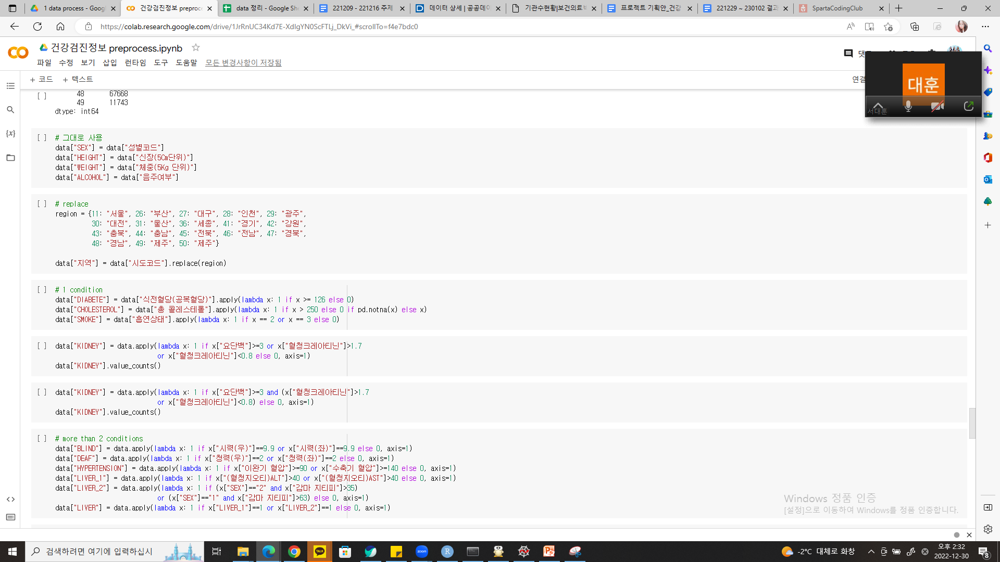 1 data process - Googl
건강검진정보 preproce
data 정리 - Google She
221209 - 221216 주제
데이터 상세 | 공공데이
기관수현황|보건의료빅
프로젝트 기획안_건강
221229 ~ 230102 결과
SpartaCodingClub
https://colab.research.google.com/drive/1JrRnUC34Kd7E-XdIgYN0ScFTLj_DkVi_#scrollTo=f4e7bdc0
건강검진정보 preprocess.ipynb
파일 수정 보기 삽입 런타임 도구 도움말 모든 변경사항이 저장됨
+ 코드 + 텍스트
연결
대훈
서대훈
[ ] 48 67668
49 11743
dtype: int64
[ ] # 그대로 사용
data["SEX"] = data["성별코드"]
data["HEIGHT"] = data["신장(5Cm단위)"]
data["WEIGHT"] = data["체중(5Kg 단위)"]
data["ALCOHOL"] = data["음주여부"]
[ ] # replace
region = {11: "서울", 26: "부산", 27: "대구", 28: "인천", 29: "광주",
30: "대전", 31: "울산", 36: "세종", 41: "경기", 42: "강원",
43: "충북", 44: "충남", 45: "전북", 46: "전남", 47: "경북",
48: "경남", 49: "제주", 50: "제주"}
data["지역"] = data["시도코드"].replace(region)
[ ] # 1 condition
data["DIABETE"] = data["식전혈당(공복혈당)"].apply(lambda x: 1 if x >= 126 else 0)
data["CHOLESTEROL"] = data["총 콜레스테롤"].apply(lambda x: 1 if x > 250 else 0 if pd.notna(x) else x)
data["SMOKE"] = data["흡연상태"].apply(lambda x: 1 if x == 2 or x == 3 else 0)
[ ] data["KIDNEY"] = data.apply(lambda x: 1 if x["요단백"]>=3 or x["혈청크레아티닌"]>1.7
or x["혈청크레아티닌"]<0.8 else 0, axis=1)
data["KIDNEY"].value_counts()
[ ] data["KIDNEY"] = data.apply(lambda x: 1 if x["요단백"]>=3 and (x["혈청크레아티닌"]>1.7
or x["혈청크레아티닌"]<0.8) else 0, axis=1)
data["KIDNEY"].value_counts()
[ ] # more than 2 conditions
data["BLIND"] = data.apply(lambda x: 1 if x["시력(우)"]==9.9 or x["시력(좌)"]==9.9 else 0, axis=1)
data["DEAF"] = data.apply(lambda x: 1 if x["청력(우)"]==2 or x["청력(좌)"]==2 else 0, axis=1)
data["HYPERTENSION"] = data.apply(lambda x: 1 if x["이완기 혈압"]>=90 or x["수축기 혈압"]>=140 else 0, axis=1)
data["LIVER_1"] = data.apply(lambda x: 1 if x["(혈청지오티)ALT"]>40 or x["(혈청지오티)AST"]>40 else 0, axis=1)
data["LIVER_2"] = data.apply(lambda x: 1 if (x["SEX"]=="2" and x["감마 지티피"]>35)
or (x["SEX"]=="1" and x["감마 지티피"]>63) else 0, axis=1)
data["LIVER"] = data.apply(lambda x: 1 if x["LIVER_1"]==1 or x["LIVER_2"]==1 else 0, axis=1)
Windows 정품 인증
[설정]으로 이동하여 Windows를 정품 인증합니다.
검색하려면 여기에 입력하십시
TALK
zoom
R
-2°C 대체로 화창
오후 2:32
2022-12-30
8